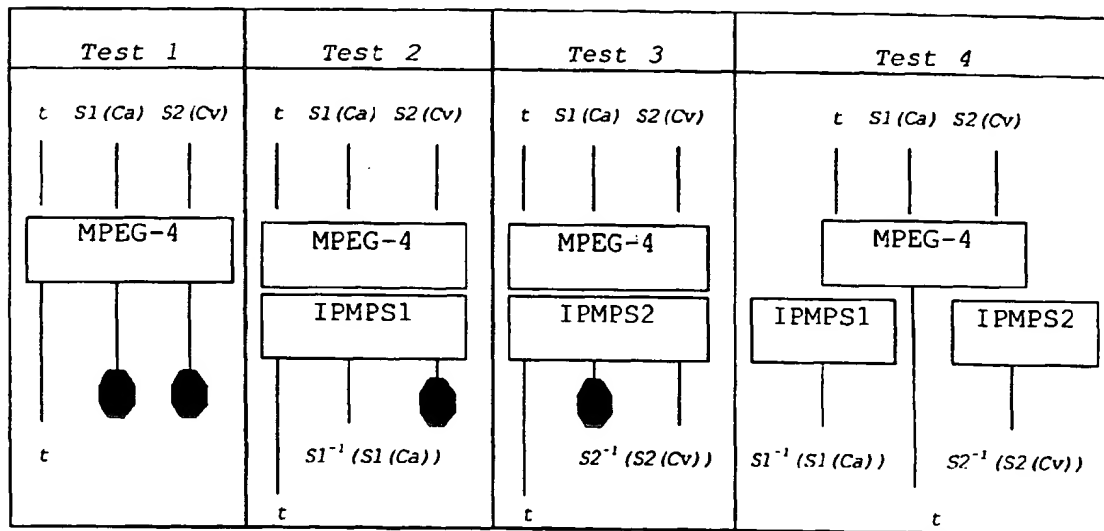 Test 1 Test 2 Test 3 Test 4
t S1(Ca) S2(Cv) t S1(Ca) S2(Cv) t S1(Ca) S2(Cv) t S1(Ca) S2(Cv)
MPEG-4 MPEG-4 MPEG-4 MPEG-4
IPMPS1 IPMPS2 IPMPS1 IPMPS2
t S1⁻¹(S1(Ca)) S2⁻¹(S2(Cv)) S1⁻¹(S1(Ca)) S2⁻¹(S2(Cv))
t t t